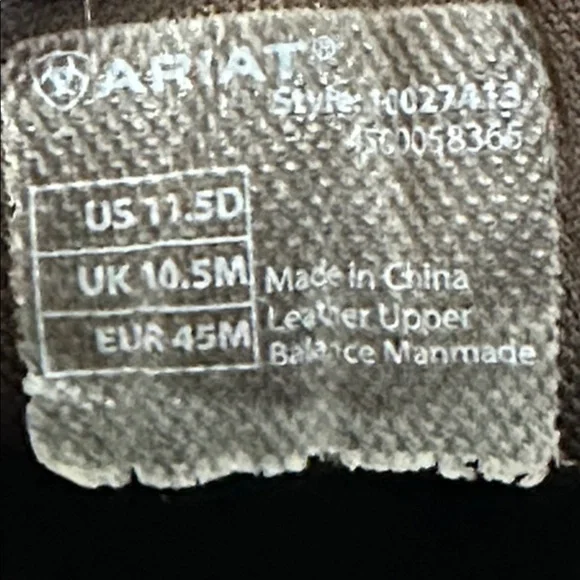 ARIAT®
Style: 10027413
4500058365
US 11.5D
UK 10.5M
EUR 45M
Made in China
Leather Upper
Balance Manmade